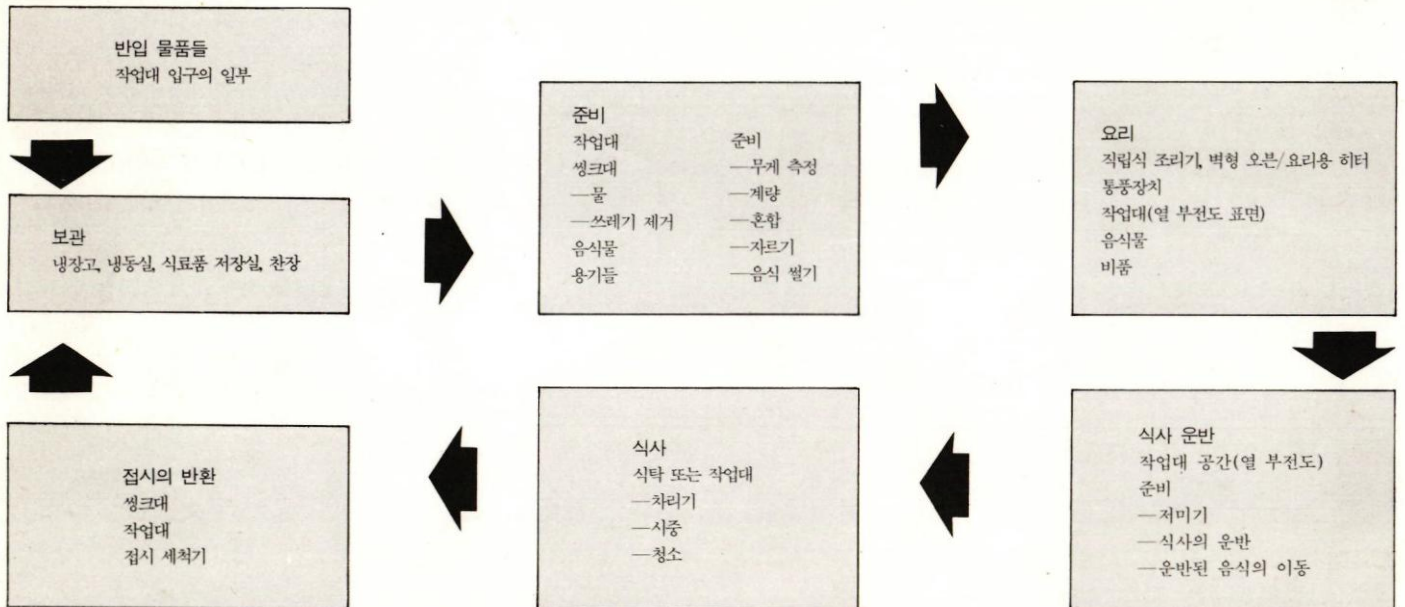 반입 물품들
작업대 입구의 일부
보관
냉장고, 냉동실, 식료품 저장실, 찬장
준비
작업대
씽크대
—물
—쓰레기 제거
음식물
용기들
준비
—무게 측정
—계량
—혼합
—자르기
—음식 썰기
요리
직립식 조리기, 벽형 오븐/요리용 히터
통풍장치
작업대(열 부전도 표면)
음식물
비품
식사 운반
작업대 공간(열 부전도)
준비
—저미기
—식사의 운반
—운반된 음식의 이동
식사
식탁 또는 작업대
—차리기
—시중
—청소
접시의 반환
씽크대
작업대
접시 세척기